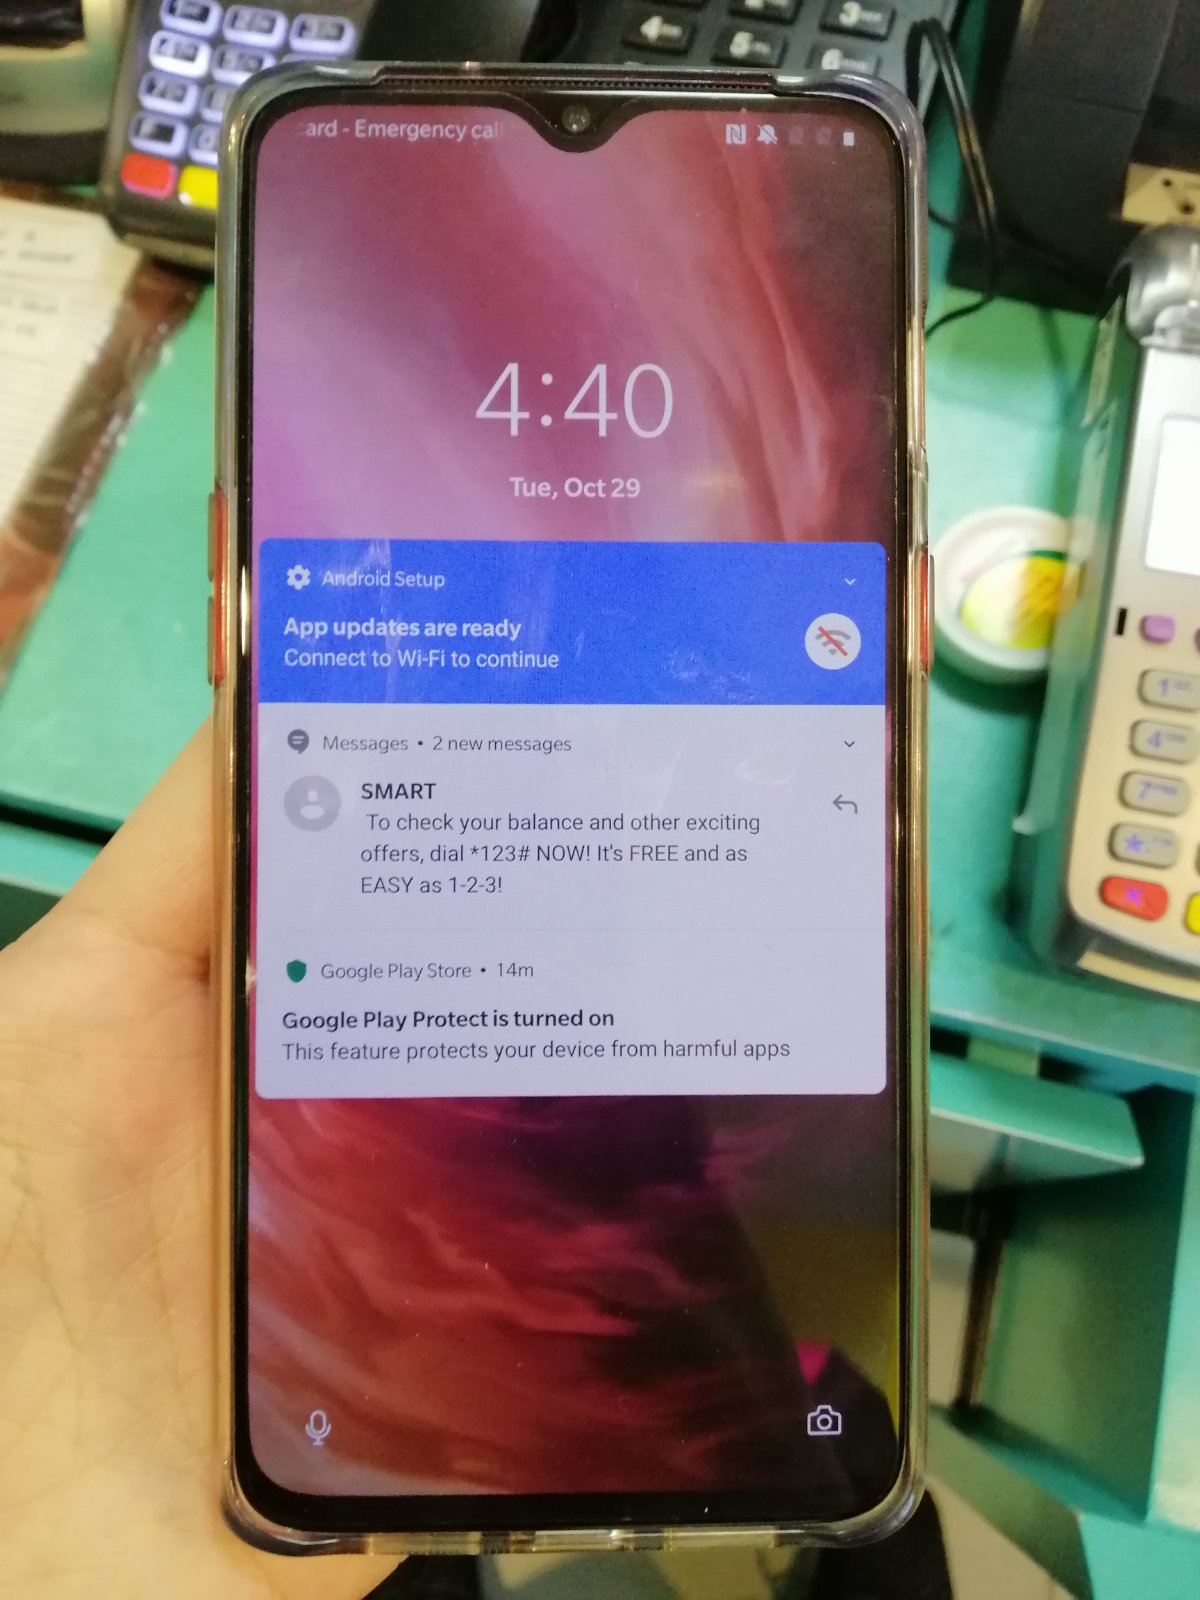 ard - Emergency cal
4:40
Tue, Oct 29
Android Setup
App updates are ready
Connect to Wi-Fi to continue
Messages • 2 new messages
SMART
To check your balance and other exciting
offers, dial *123# NOW! It's FREE and as
EASY as 1-2-3!
Google Play Store • 14m
Google Play Protect is turned on
This feature protects your device from harmful apps